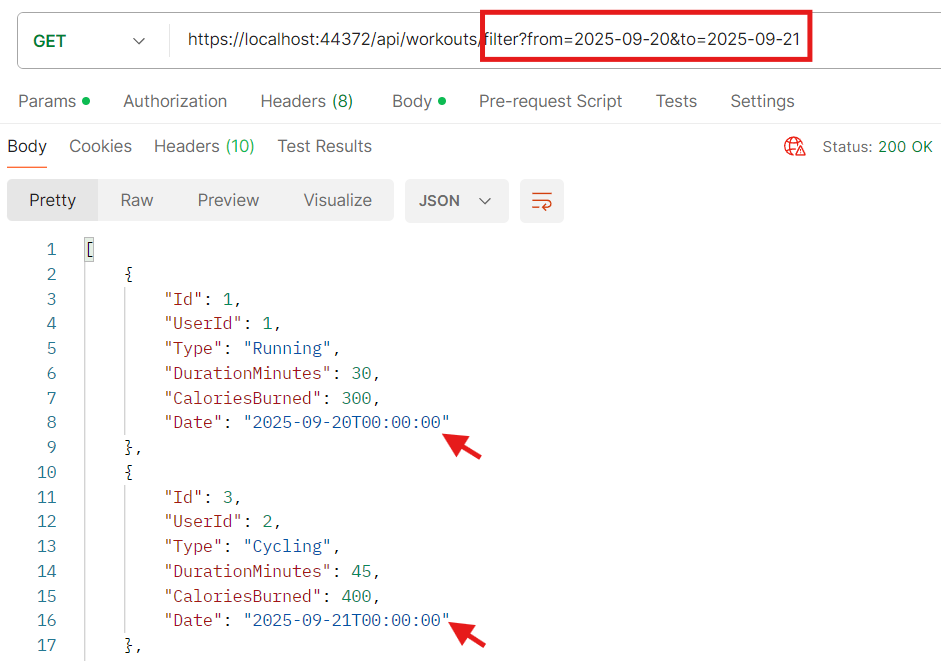 GET https://localhost:44372/api/workouts/filter?from=2025-09-20&to=2025-09-21
Params Authorization Headers (8) Body Pre-request Script Tests Settings
Body Cookies Headers (10) Test Results Status: 200 OK
Pretty Raw Preview Visualize JSON
1 [
2 {
3 "Id": 1,
4 "UserId": 1,
5 "Type": "Running",
6 "DurationMinutes": 30,
7 "CaloriesBurned": 300,
8 "Date": "2025-09-20T00:00:00"
9 },
10 {
11 "Id": 3,
12 "UserId": 2,
13 "Type": "Cycling",
14 "DurationMinutes": 45,
15 "CaloriesBurned": 400,
16 "Date": "2025-09-21T00:00:00"
17 },